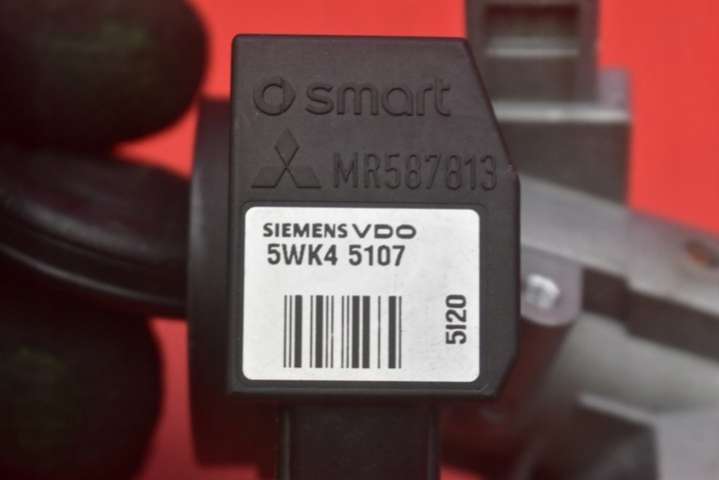 smart
MR587813
SIEMENS VDO
5WK4 5107
5I20